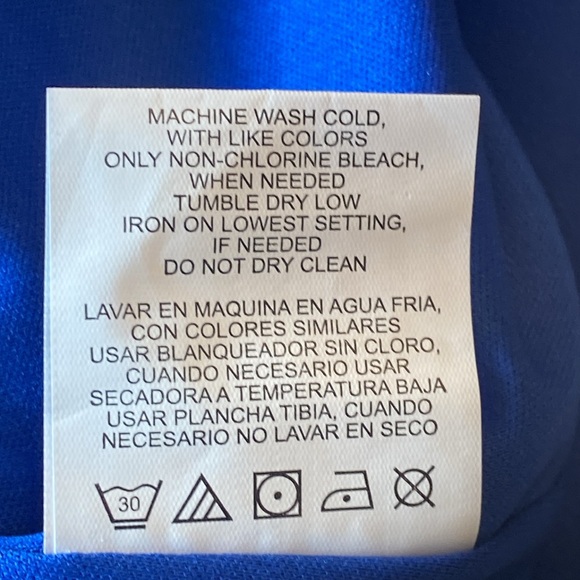 MACHINE WASH COLD,
WITH LIKE COLORS
ONLY NON-CHLORINE BLEACH,
WHEN NEEDED
TUMBLE DRY LOW
IRON ON LOWEST SETTING,
IF NEEDED
DO NOT DRY CLEAN
LAVAR EN MAQUINA EN AGUA FRIA,
CON COLORES SIMILARES
USAR BLANQUEADOR SIN CLORO,
CUANDO NECESARIO USAR
SECADORA A TEMPERATURA BAJA
USAR PLANCHA TIBIA, CUANDO
NECESARIO NO LAVAR EN SECO
30